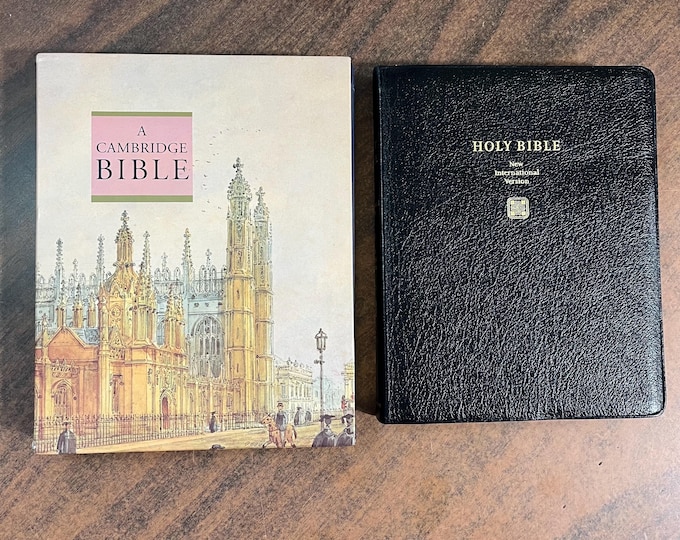 A
CAMBRIDGE
BIBLE
HOLY BIBLE
New
International
Version